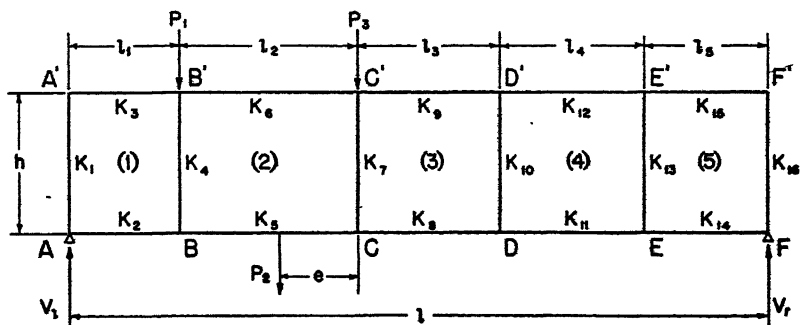 P₁ P₃
l₁ l₂ l₃ l₄ l₅
A' B' C' D' E' F'
K₃ K₆ K₉ K₁₂ K₁₅
h K₁ (1) K₄ (2) K₇ (3) K₁₀ (4) K₁₃ (5) K₁₆
K₂ K₅ K₈ K₁₁ K₁₄
A B C D E F
P₂ e
V₁ l Vᵣ